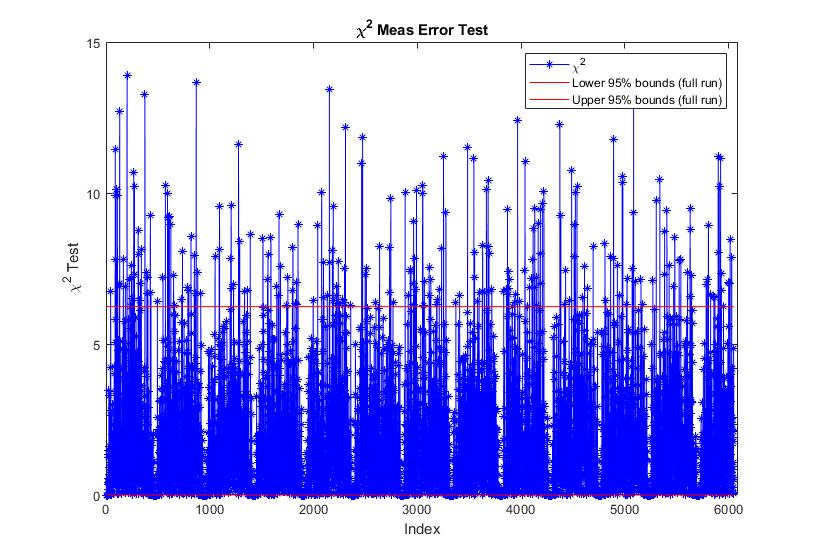 χ² Meas Error Test
15
10
5
0
χ² Test
χ²
Lower 95% bounds (full run)
Upper 95% bounds (full run)
0 1000 2000 3000 4000 5000 6000
Index